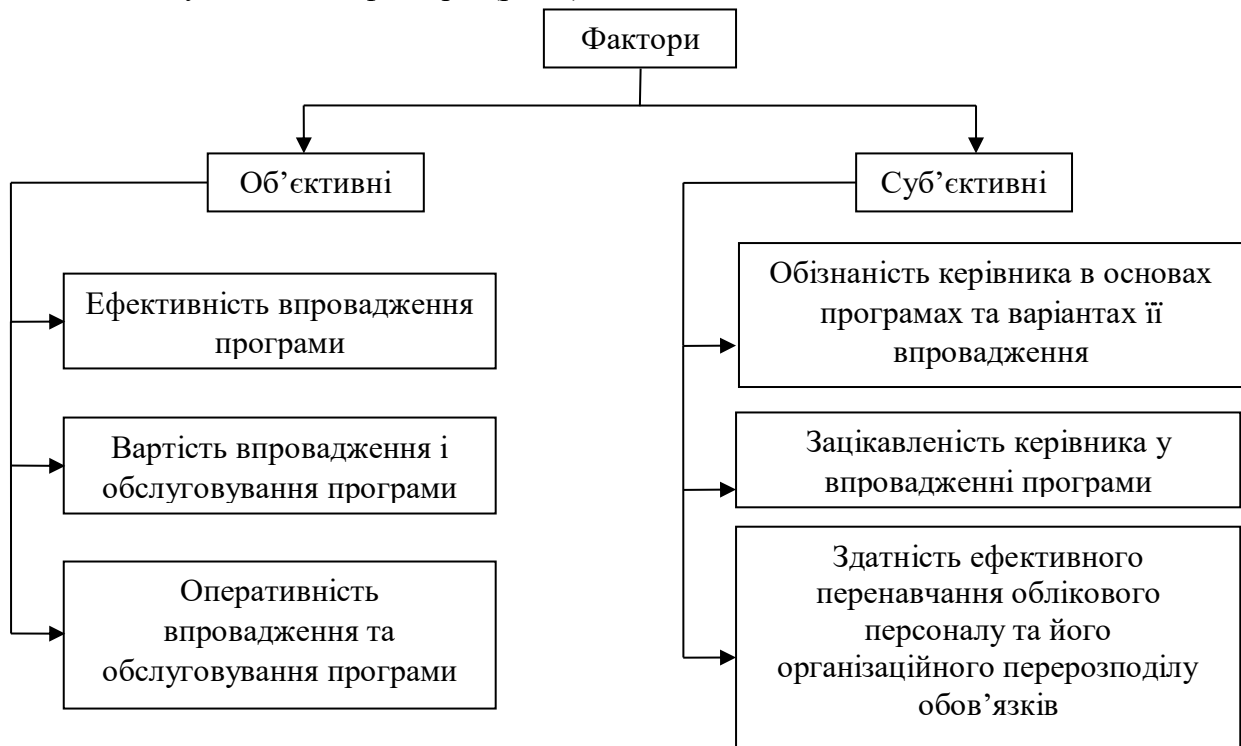 Фактори
Об’єктивні
Ефективність впровадження
програми
Вартість впровадження і
обслуговування програми
Оперативність
впровадження та
обслуговування програми
Суб’єктивні
Обізнаність керівника в основах
програмах та варіантах її
впровадження
Зацікавленість керівника у
впровадженні програми
Здатність ефективного
перенавчання облікового
персоналу та його
організаційного перерозподілу
обов’язків